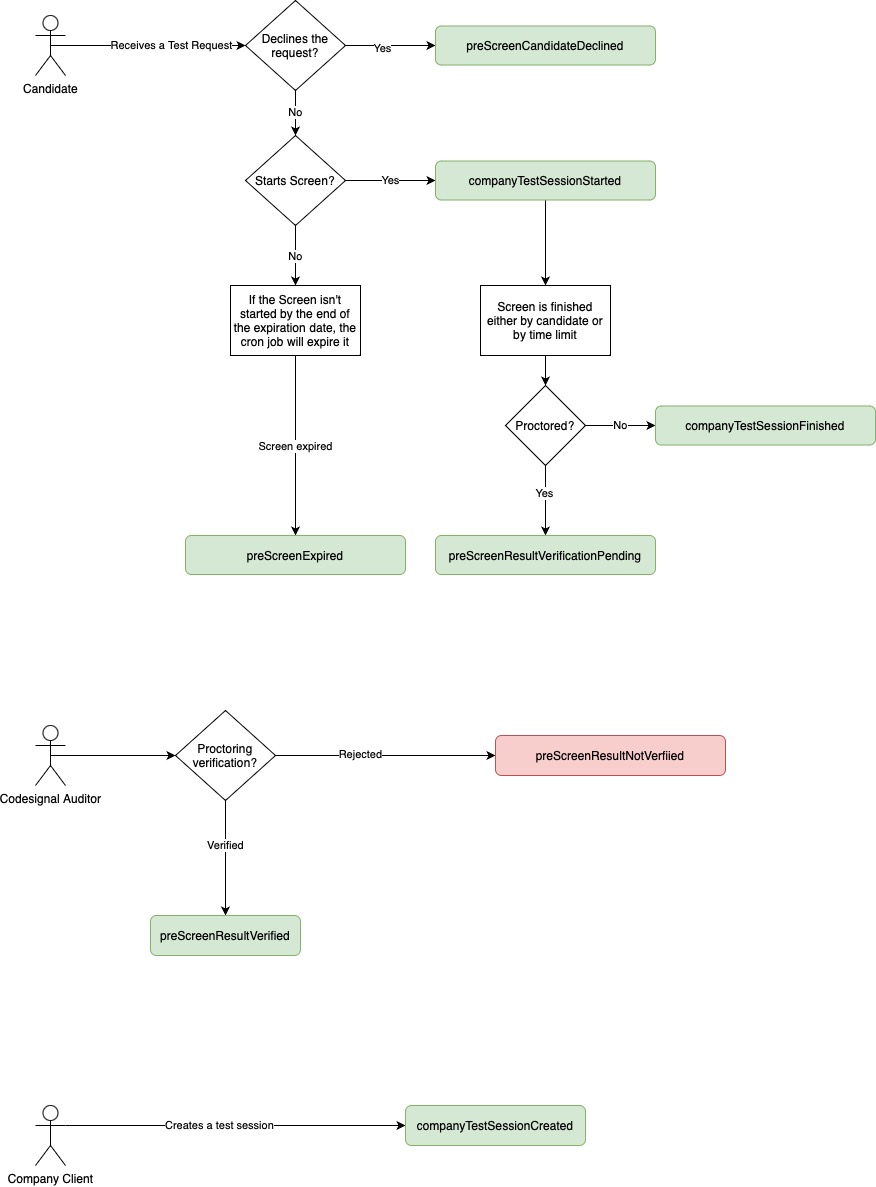 Candidate
Receives a Test Request
Declines the
request?
Yes
preScreenCandidateDeclined
No
Starts Screen?
Yes
companyTestSessionStarted
No
If the Screen isn't
started by the end of
the expiration date, the
cron job will expire it
Screen is finished
either by candidate or
by time limit
Proctored?
No
companyTestSessionFinished
Screen expired
Yes
preScreenExpired
preScreenResultVerificationPending
Codesignal Auditor
Proctoring
verification?
Rejected
preScreenResultNotVerfiied
Verified
preScreenResultVerified
Company Client
Creates a test session
companyTestSessionCreated